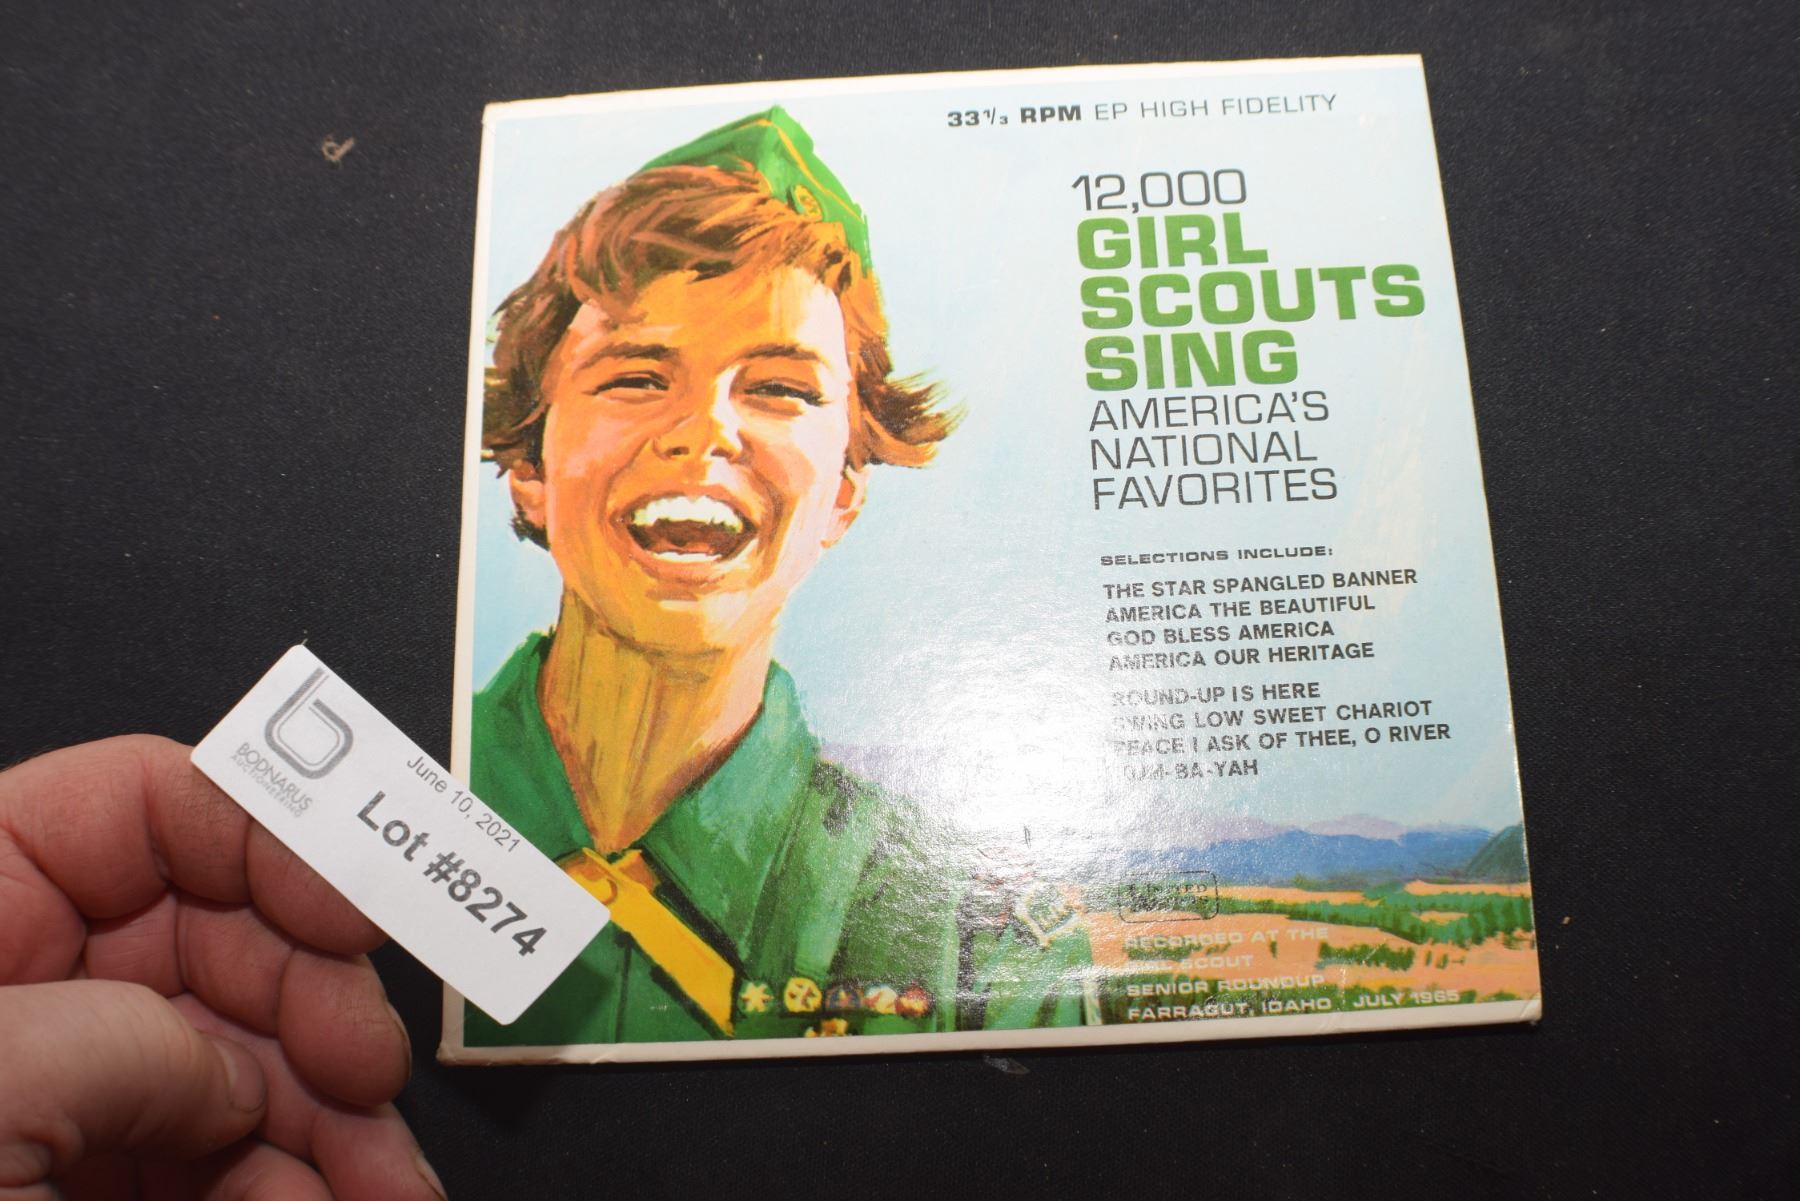 33⅓ RPM EP HIGH FIDELITY
12,000
GIRL
SCOUTS
SING
AMERICA'S
NATIONAL
FAVORITES
SELECTIONS INCLUDE:
THE STAR SPANGLED BANNER
AMERICA THE BEAUTIFUL
GOD BLESS AMERICA
AMERICA OUR HERITAGE
ROUND-UP IS HERE
SWING LOW SWEET CHARIOT
PEACE I ASK OF THEE, O RIVER
KUM-BA-YAH
UNITED
RECORDED AT THE
GIRL SCOUT
SENIOR ROUNDUP
FARRAGUT, IDAHO JULY 1965
BODNARUS
AUCTIONEERING
June 10, 2021
Lot #8274